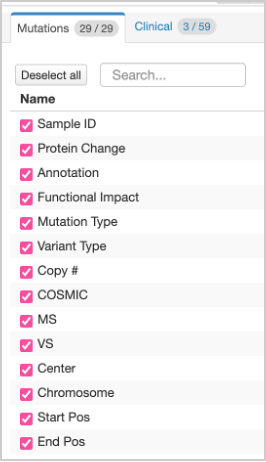 Mutations 29 / 29 Clinical 3 / 59
Deselect all Search...
Name
Sample ID
Protein Change
Annotation
Functional Impact
Mutation Type
Variant Type
Copy #
COSMIC
MS
VS
Center
Chromosome
Start Pos
End Pos